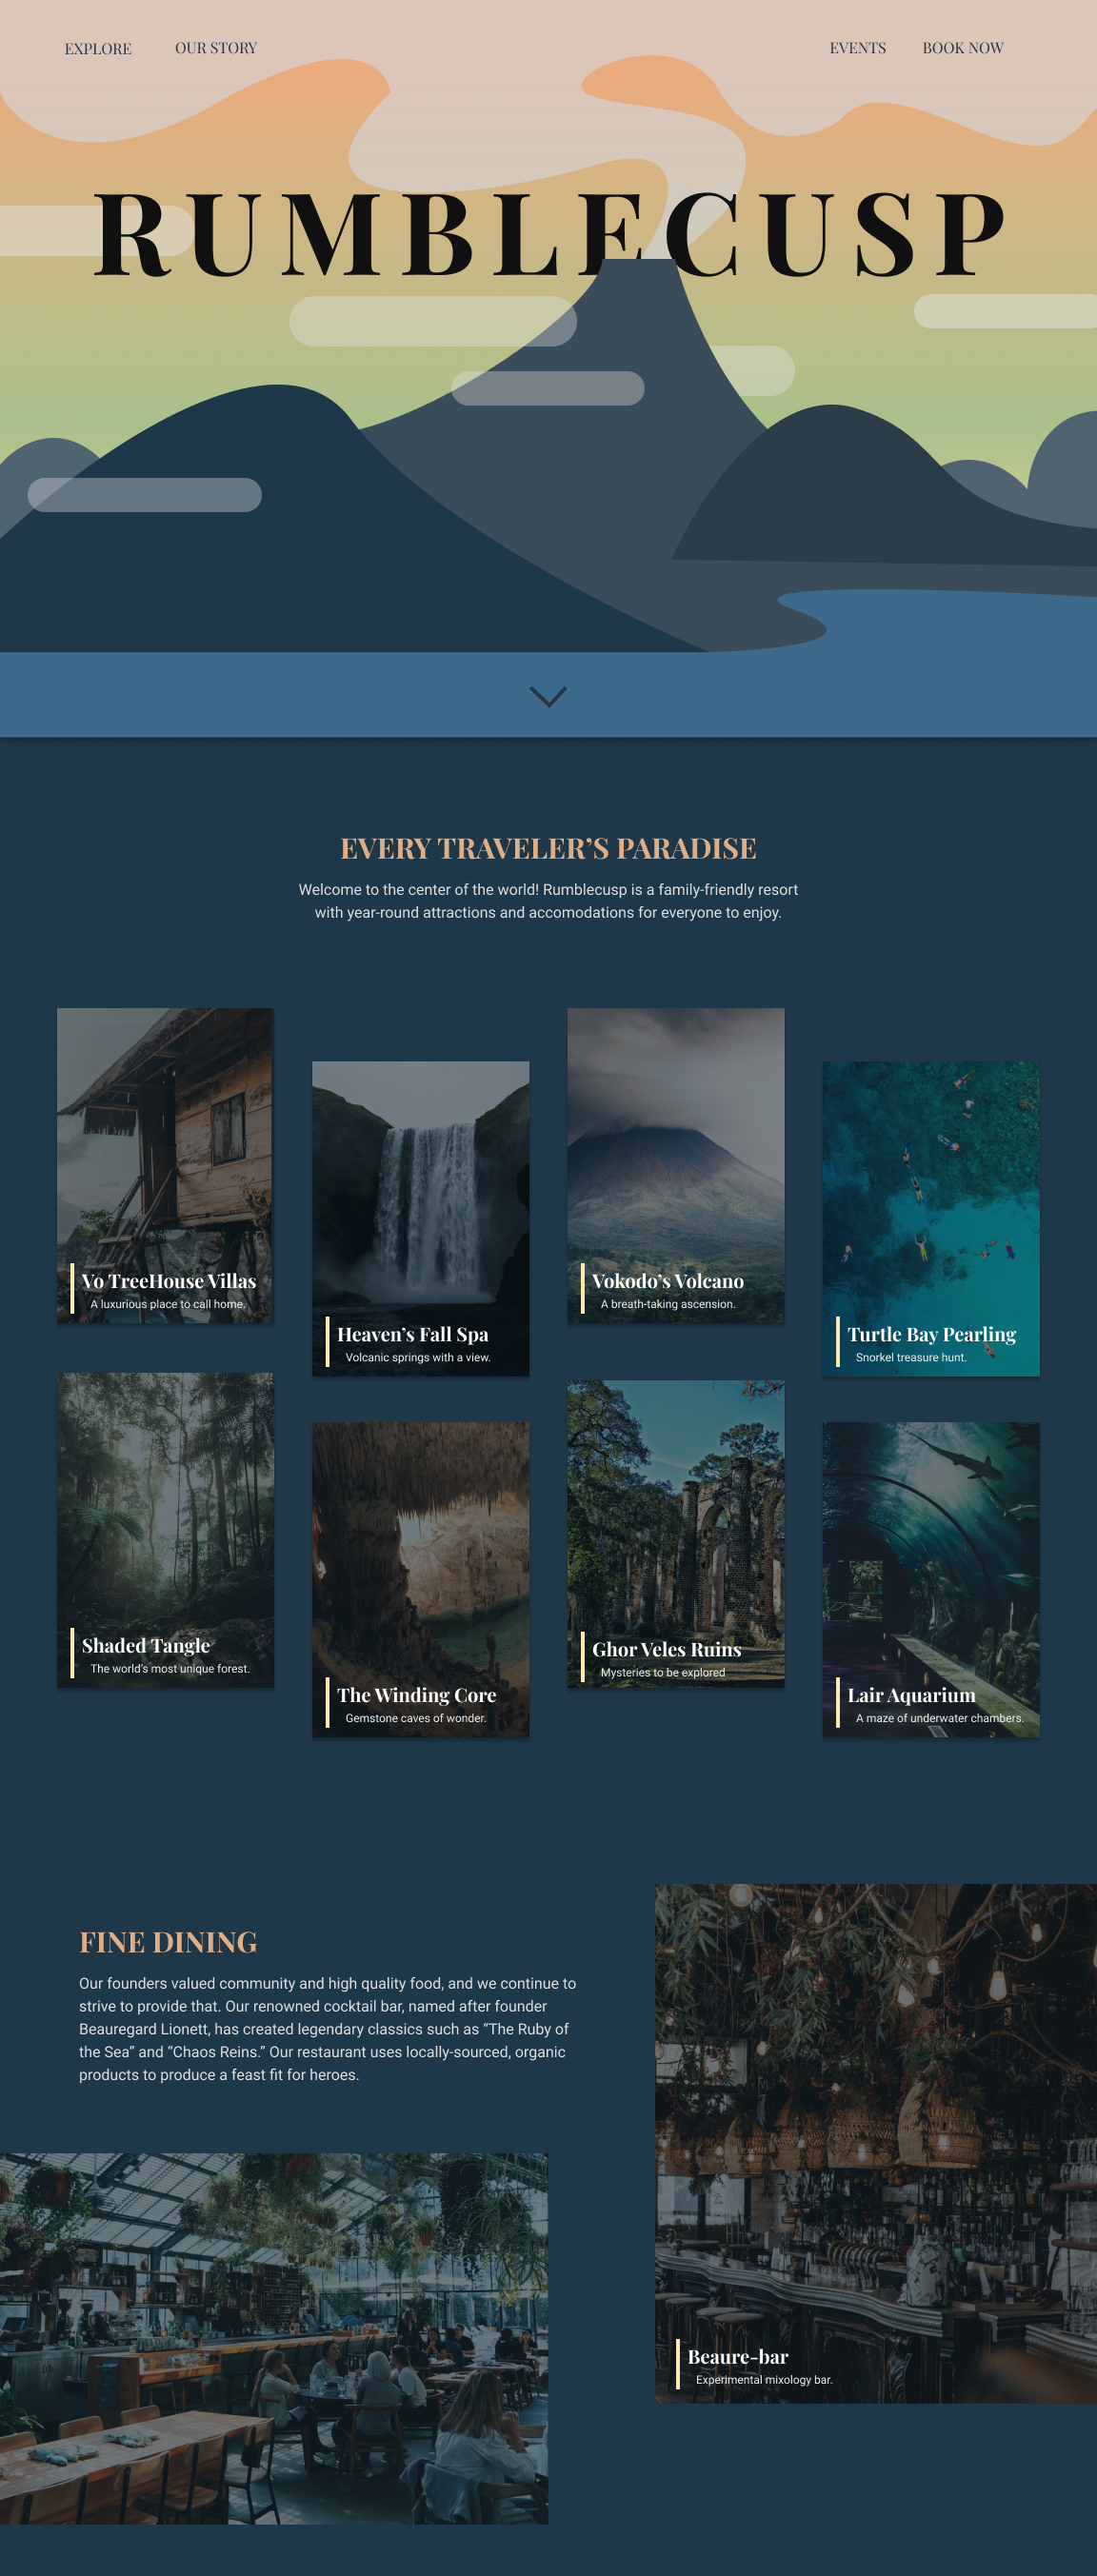 EXPLORE
OUR STORY
EVENTS
BOOK NOW
RUMBLECUSP
EVERY TRAVELER’S PARADISE
Welcome to the center of the world! Rumblecusp is a family-friendly resort
with year-round attractions and accomodations for everyone to enjoy.
Vo TreeHouse Villas
A luxurious place to call home.
Heaven’s Fall Spa
Volcanic springs with a view.
Vokodo’s Volcano
A breath-taking ascension.
Turtle Bay Pearling
Snorkel treasure hunt.
Shaded Tangle
The world’s most unique forest.
The Winding Core
Gemstone caves of wonder.
Ghor Veles Ruins
Mysteries to be explored
Lair Aquarium
A maze of underwater chambers.
FINE DINING
Our founders valued community and high quality food, and we continue to
strive to provide that. Our renowned cocktail bar, named after founder
Beauregard Lionett, has created legendary classics such as “The Ruby of
the Sea” and “Chaos Reins.” Our restaurant uses locally-sourced, organic
products to produce a feast fit for heroes.
Beaure-bar
Experimental mixology bar.